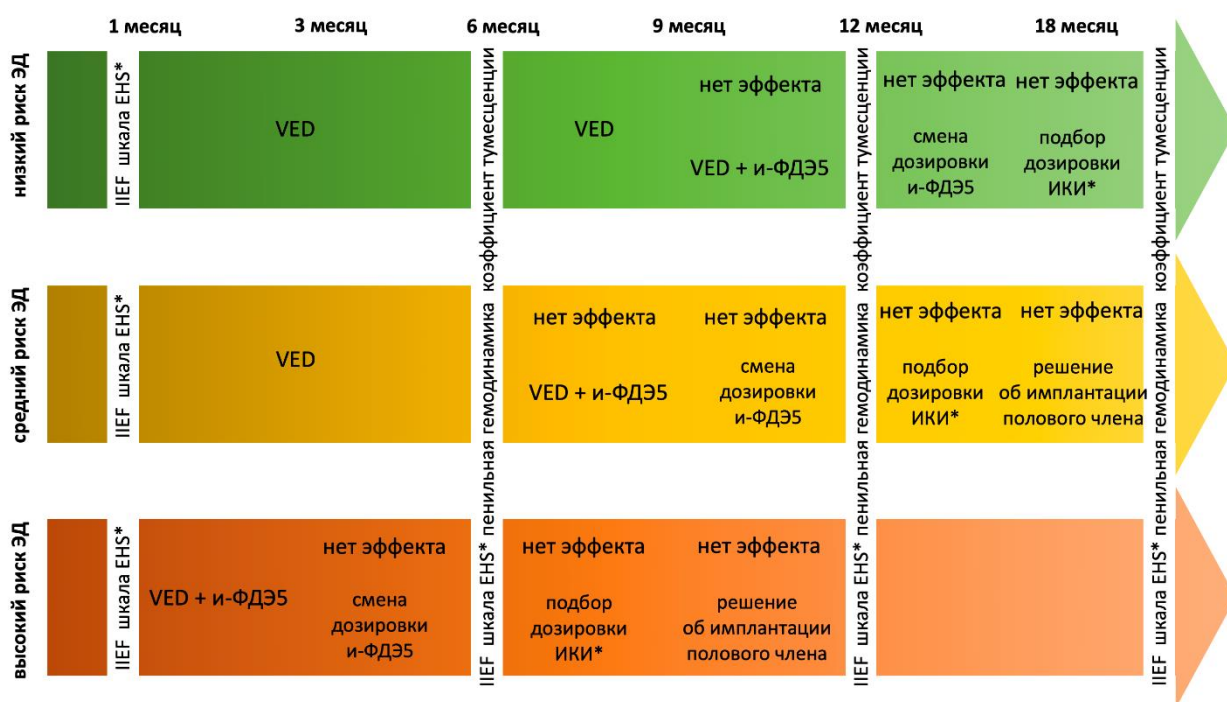 1 месяц
3 месяц
6 месяц
9 месяц
12 месяц
18 месяц
низкий риск ЭД
IIEF шкала EHS*
VED
VED
нет эффекта
VED + и-ФДЭ5
нет эффекта
смена
дозировки
и-ФДЭ5
нет эффекта
подбор
дозировки
ИКИ*
средний риск ЭД
IIEF шкала EHS*
VED
нет эффекта
VED + и-ФДЭ5
нет эффекта
смена
дозировки
и-ФДЭ5
нет эффекта
подбор
дозировки
ИКИ*
нет эффекта
решение
об имплантации
полового члена
высокий риск ЭД
IIEF шкала EHS*
VED + и-ФДЭ5
нет эффекта
смена
дозировки
и-ФДЭ5
нет эффекта
подбор
дозировки
ИКИ*
нет эффекта
решение
об имплантации
полового члена
IIEF шкала EHS* пенильная гемодинамика коэффициент тумесценции
IIEF шкала EHS* пенильная гемодинамика коэффициент тумесценции
IIEF шкала EHS* пенильная гемодинамика коэффициент тумесценции